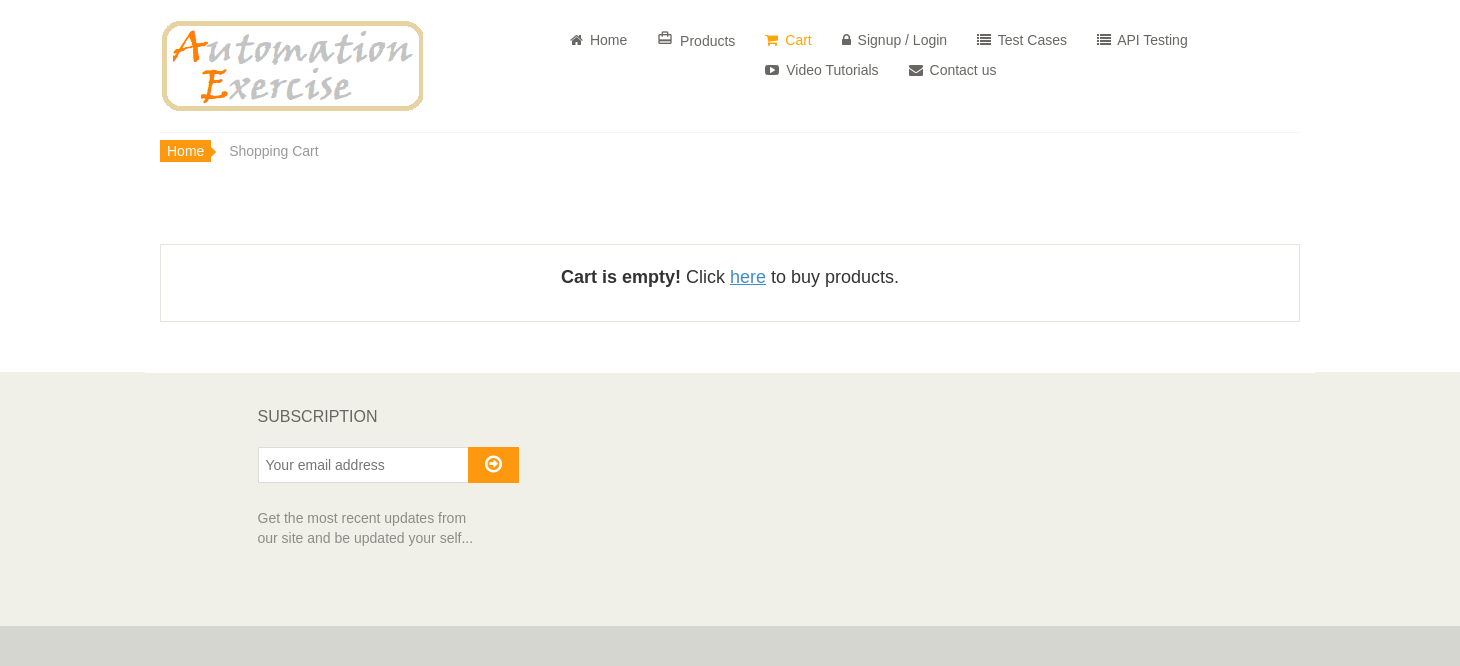 Automation
Exercise
Home Products Cart Signup / Login Test Cases API Testing
Video Tutorials Contact us
Home Shopping Cart
Cart is empty! Click here to buy products.
SUBSCRIPTION
Your email address
Get the most recent updates from
our site and be updated your self...